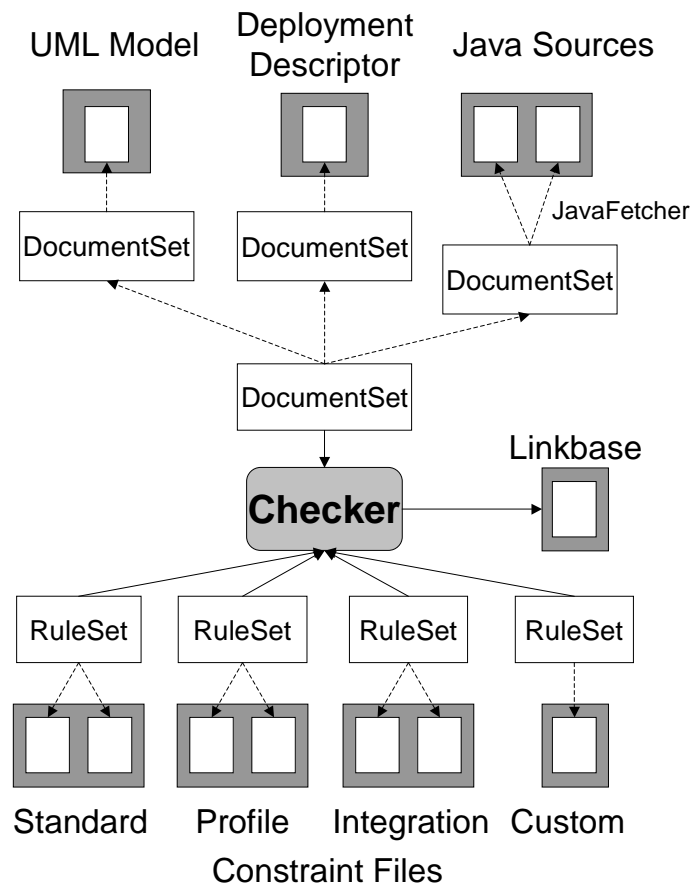 UML Model
Deployment
Descriptor
Java Sources
JavaFetcher
DocumentSet
DocumentSet
DocumentSet
DocumentSet
Linkbase
Checker
RuleSet
RuleSet
RuleSet
RuleSet
Standard
Profile
Integration
Custom
Constraint Files